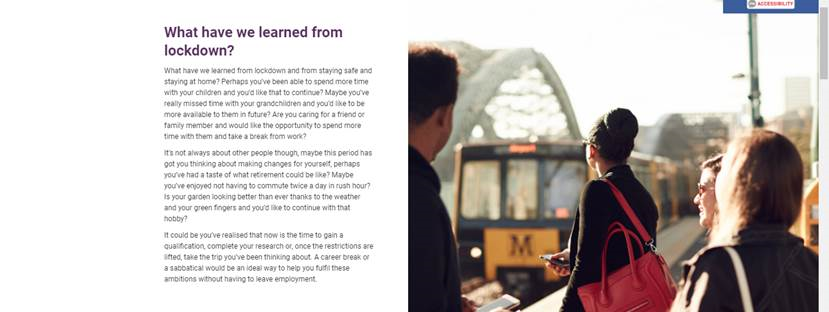 ACCESSIBILITY
What have we learned from
lockdown?
What have we learned from lockdown and from staying safe and
staying at home? Perhaps you've been able to spend more time
with your children and you'd like that to continue? Maybe you've
really missed time with your grandchildren and you'd like to be
more available to them in future? Are you caring for a friend or
family member and would like the opportunity to spend more
time with them and take a break from work?
It's not always about other people though, maybe this period has
got you thinking about making changes for yourself, perhaps
you've had a taste of what retirement could be like? Maybe
you've enjoyed not having to commute twice a day in rush hour?
Is your garden looking better than ever thanks to the weather
and your green fingers and you'd like to continue with that
hobby?
It could be you've realised that now is the time to gain a
qualification, complete your research or, once the restrictions are
lifted, take the trip you've been thinking about. A career break or
a sabbatical would be an ideal way to help you fulfil these
ambitions without having to leave employment.
M